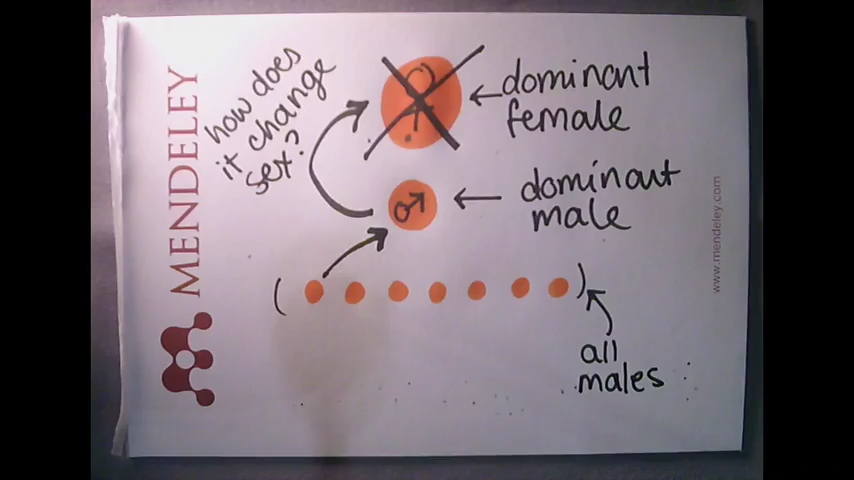 MENDELEY
how does
it change
sex?
dominant
female
dominant
male
all
males
www.mendeley.com